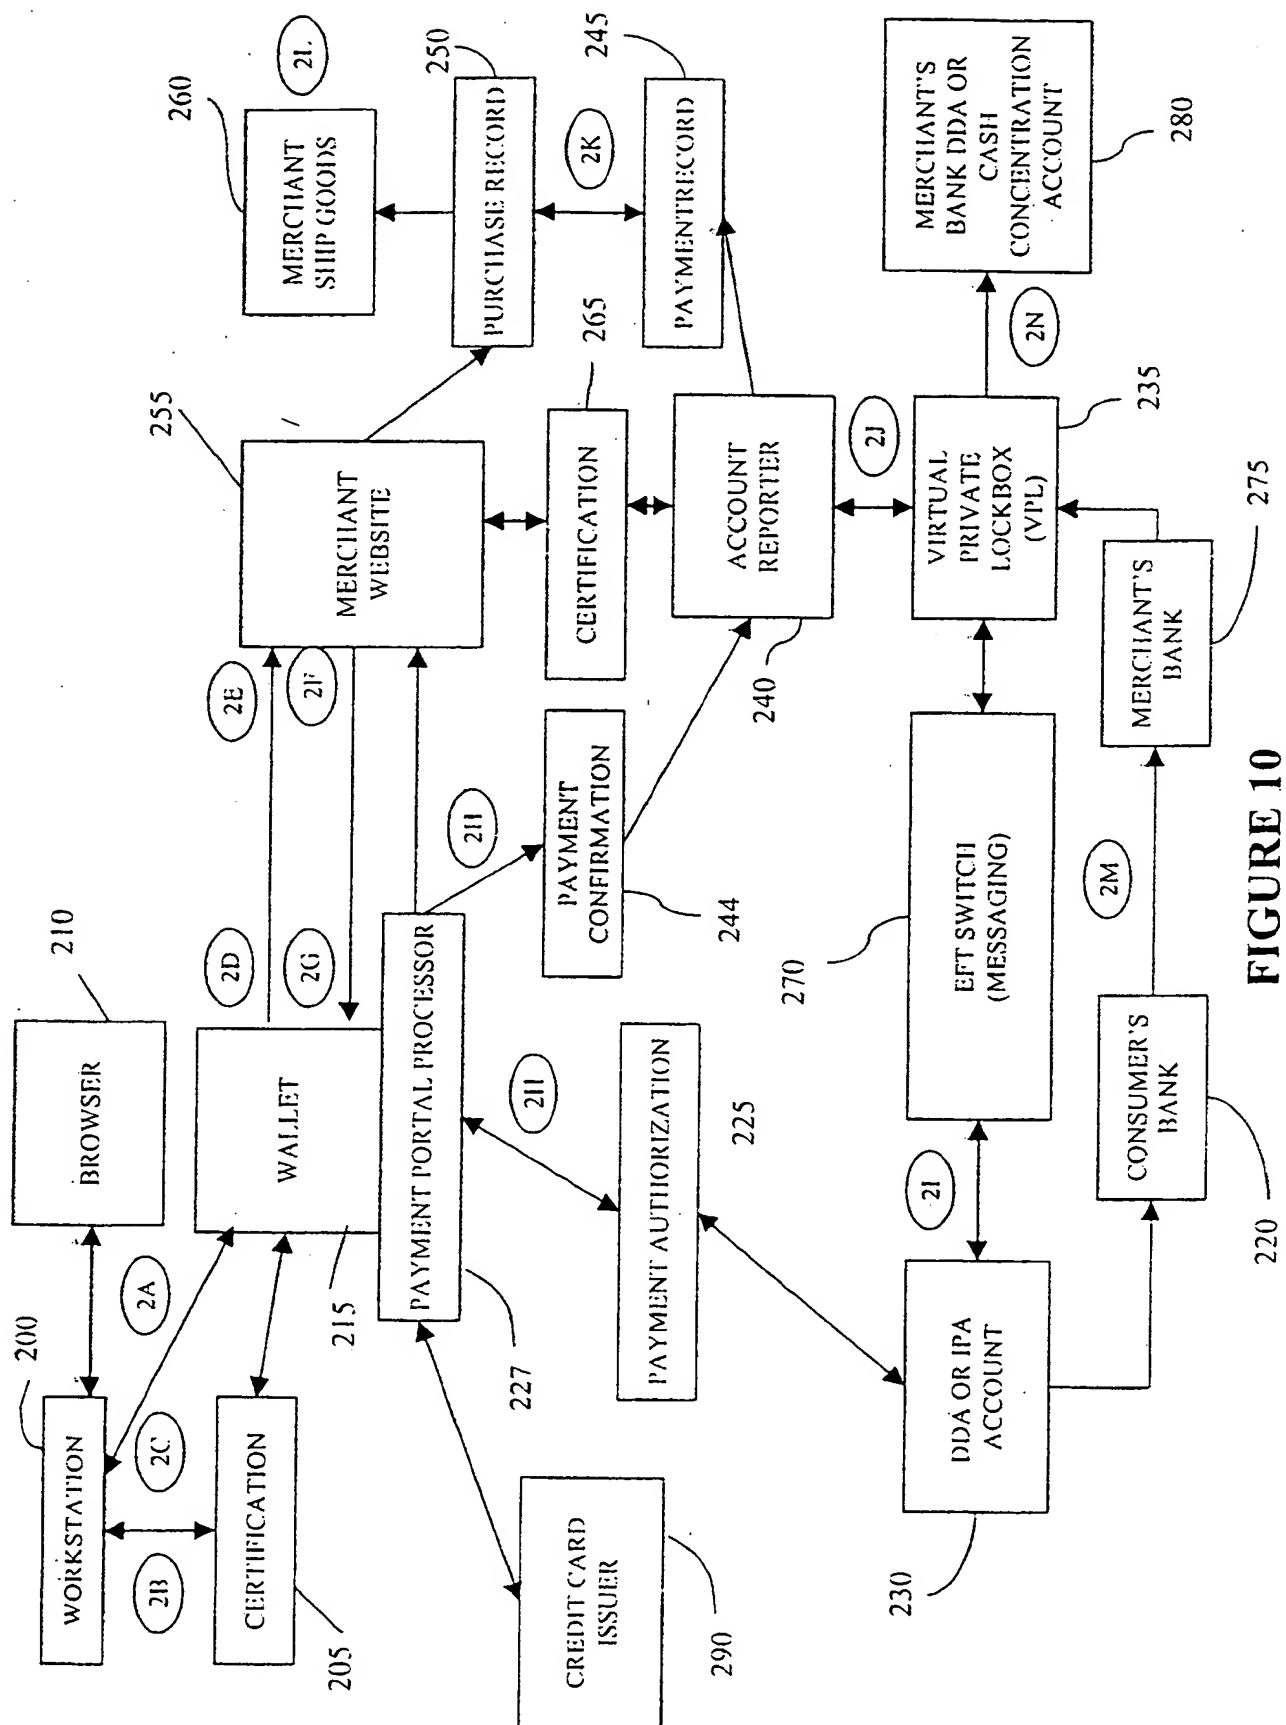 200
WORKSTATION
2B
2C
2A
BROWSER
210
CERTIFICATION
205
WALLET
215
2D
2G
2E
2F
255
MERCHANT
WEBSITE
260
MERCHANT
SHIP GOODS
2L
PURCHASE RECORD
250
2K
PAYMENTRECORD
245
PAYMENT PORTAL PROCESSOR
227
2H
2H
PAYMENT
CONFIRMATION
244
CERTIFICATION
265
CREDIT CARD
ISSUER
290
PAYMENT AUTHORIZATION
225
ACCOUNT
REPORTER
240
2J
DDA OR IPA
ACCOUNT
230
2I
EFT SWITCH
(MESSAGING)
270
VIRTUAL
PRIVATE
LOCKBOX
(VPL)
235
2N
MERCHANT'S
BANK DDA OR
CASH
CONCENTRATION
ACCOUNT
280
CONSUMER'S
BANK
220
2M
MERCHANT'S
BANK
275
FIGURE 10